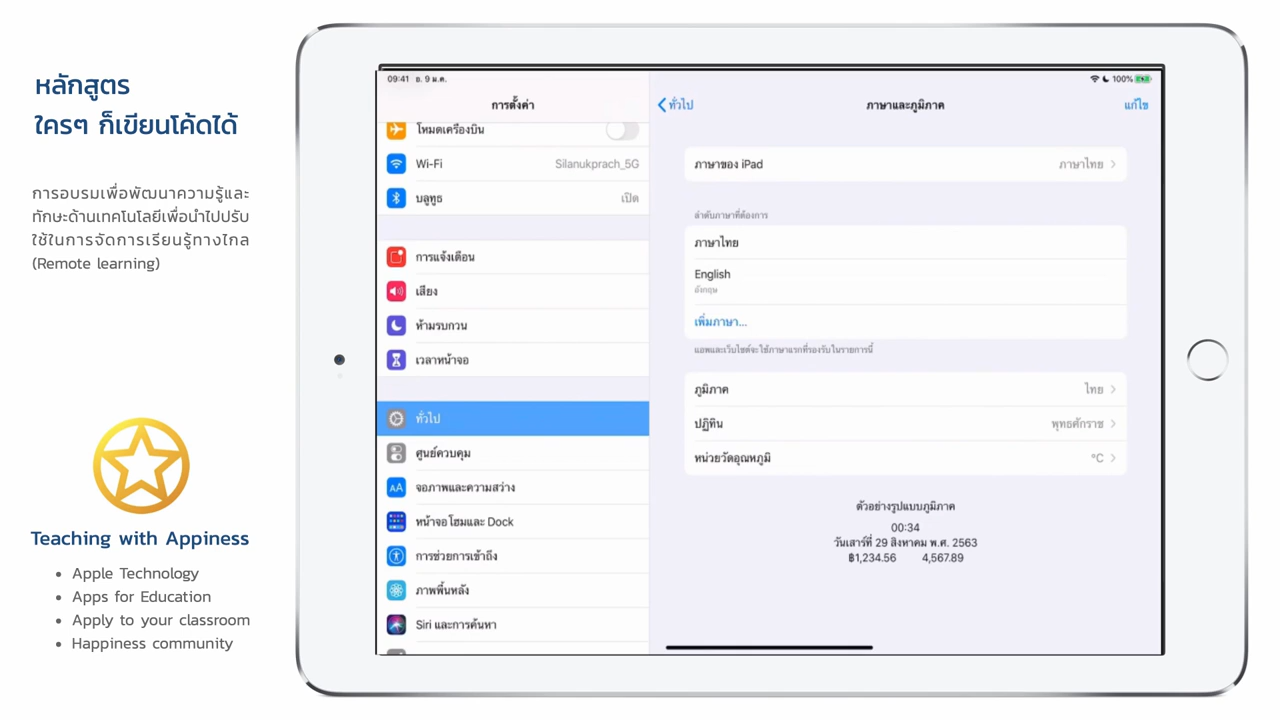 หลักสูตร
ใครๆ ก็เขียนโค้ดได้
การอบรมเพื่อพัฒนาความรู้และ
ทักษะด้านเทคโนโลยีเพื่อนำไปปรับ
ใช้ในการจัดการเรียนรู้ทางไกล
(Remote learning)
Teaching with Appiness
• Apple Technology
• Apps for Education
• Apply to your classroom
• Happiness community
09:41 อ. 9 ม.ค.
100%
การตั้งค่า
โหมดเครื่องบิน
Wi-Fi Silanukprach_5G
บลูทูธ เปิด
การแจ้งเตือน
เสียง
ห้ามรบกวน
เวลาหน้าจอ
ทั่วไป
ศูนย์ควบคุม
AA จอภาพและความสว่าง
หน้าจอโฮมและ Dock
การช่วยการเข้าถึง
ภาพพื้นหลัง
Siri และการค้นหา
ทั่วไป ภาษาและภูมิภาค แก้ไข
ภาษาของ iPad ภาษาไทย
ลำดับภาษาที่ต้องการ
ภาษาไทย
English
อังกฤษ
เพิ่มภาษา...
แอพและเว็บไซต์จะใช้ภาษาแรกที่รองรับในรายการนี้
ภูมิภาค ไทย
ปฏิทิน พุทธศักราช
หน่วยวัดอุณหภูมิ °C
ตัวอย่างรูปแบบภูมิภาค
00:34
วันเสาร์ที่ 29 สิงหาคม พ.ศ. 2563
฿1,234.56 4,567.89